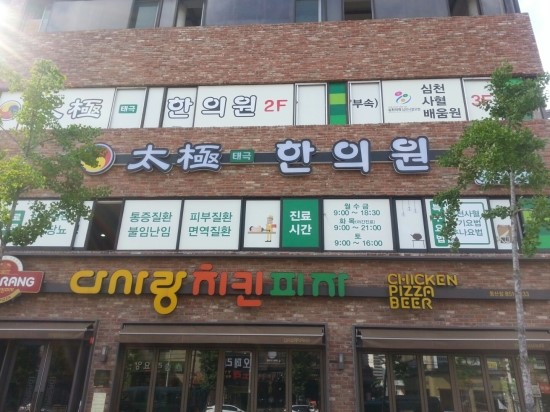 太極 태극 한의원 2F
(부속)
심천
사혈
배움원
太極 태극 한의원
통증질환
불임난임
피부질환
면역질환
진료
시간
월 수 금
9:00 ~ 18:30
화 목
9:00 ~ 21:00
토
9:00 ~ 16:00
다사랑치킨피자
CHICKEN
PIZZA
BEER
RANG